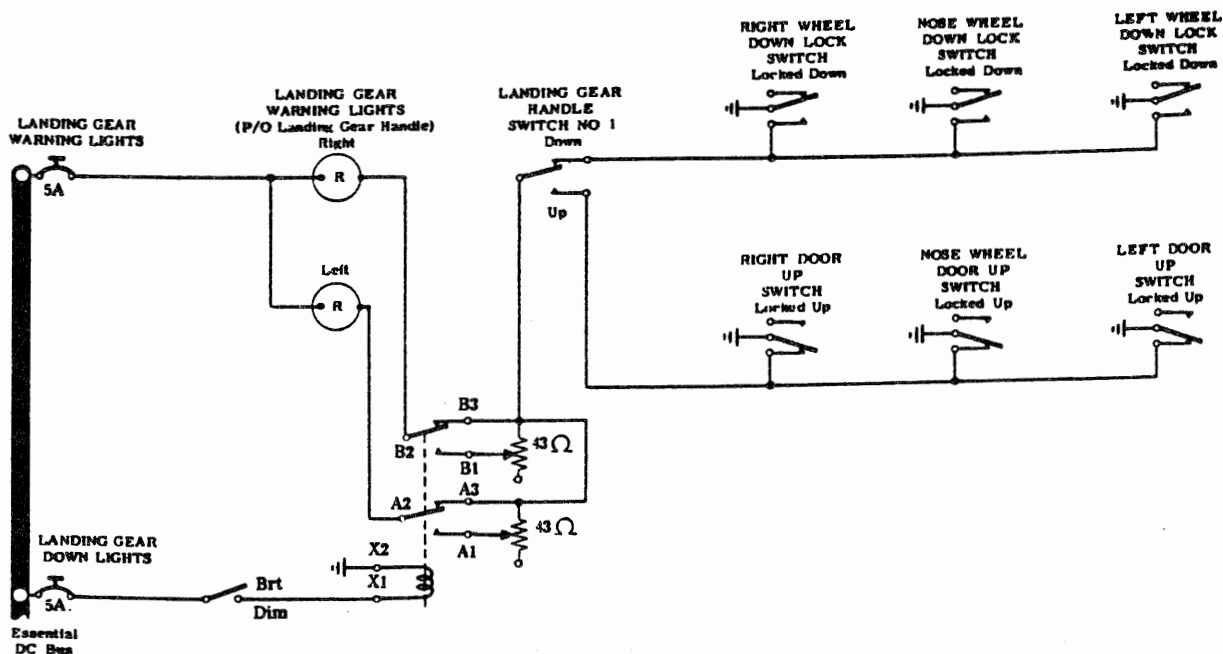 RIGHT WHEEL
DOWN LOCK
SWITCH
Locked Down
NOSE WHEEL
DOWN LOCK
SWITCH
Locked Down
LEFT WHEEL
DOWN LOCK
SWITCH
Locked Down
LANDING GEAR
WARNING LIGHTS
(P/O Landing Gear Handle)
Right
LANDING GEAR
HANDLE
SWITCH NO 1
Down
LANDING GEAR
WARNING LIGHTS
5A
R
Up
Left
R
RIGHT DOOR
UP
SWITCH
Locked Up
NOSE WHEEL
DOOR UP
SWITCH
Locked Up
LEFT DOOR
UP
SWITCH
Locked Up
B3
B2
43 Ω
B1
A3
A2
43 Ω
A1
LANDING GEAR
DOWN LIGHTS
X2
X1
5A.
Brt
Dim
Essential
DC Bus